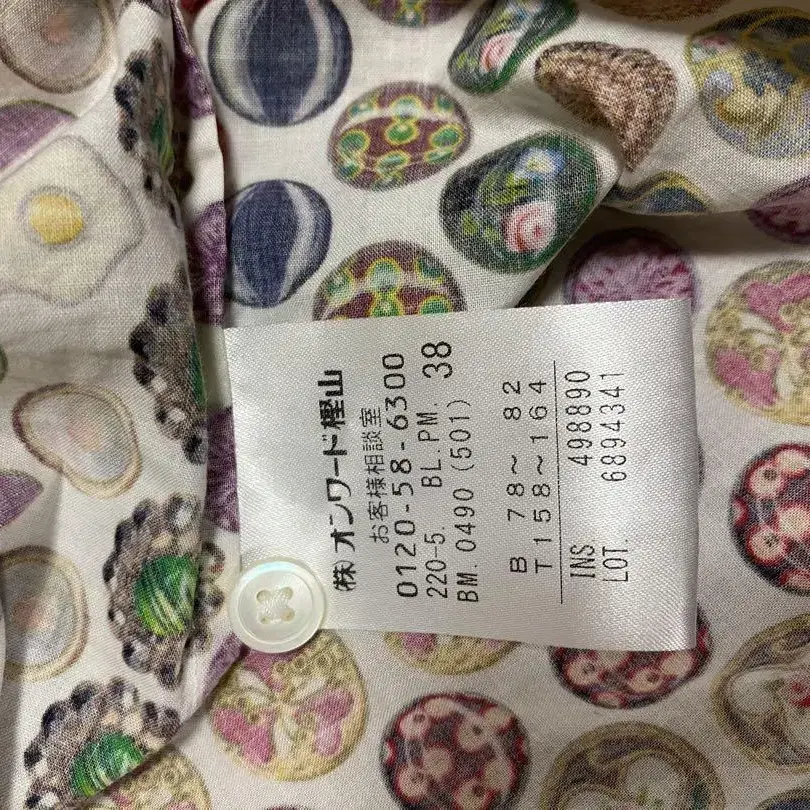 (株)オンワード樫山
お客様相談室
0120-58-6300
220-5. BL.PM. 38
BM.0490(501)
B 78~ 82
T 158~164
INS 498890
LOT. 6894341